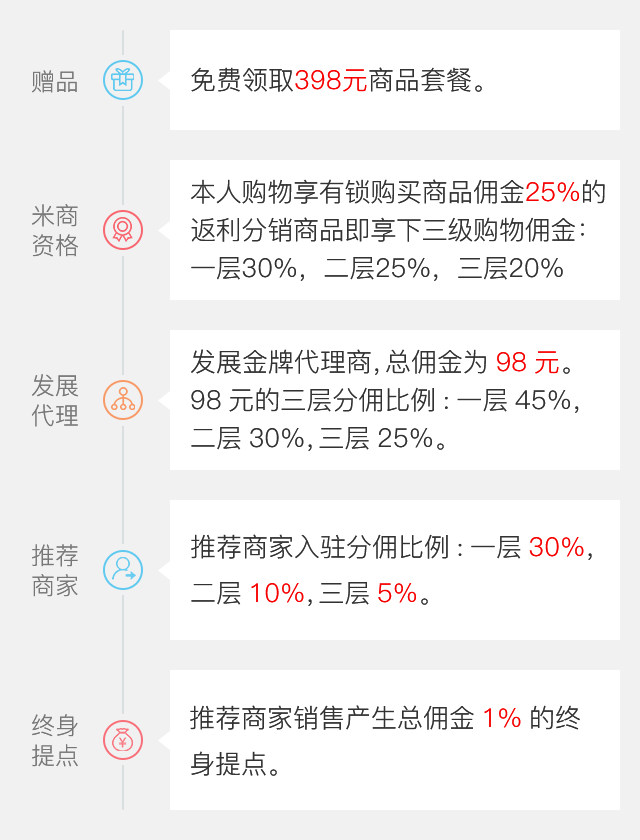 赠品
免费领取398元商品套餐。
米商
资格
本人购物享有锁购买商品佣金25%的
返利分销商品即享下三级购物佣金：
一层30%，二层25%，三层20%
发展
代理
发展金牌代理商，总佣金为 98 元。
98 元的三层分佣比例：一层 45%，
二层 30%，三层 25%。
推荐
商家
推荐商家入驻分佣比例：一层 30%，
二层 10%，三层 5%。
终身
提点
推荐商家销售产生总佣金 1% 的终
身提点。